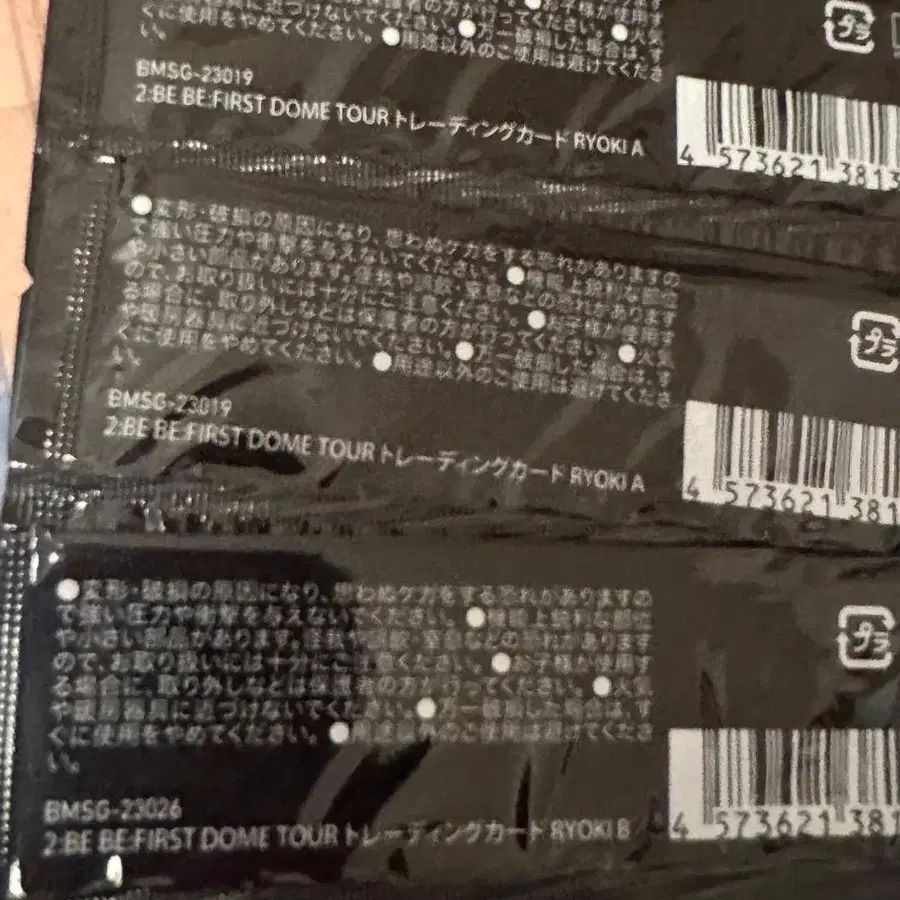 くに使用をやめてください。●用途以外のご使用は避けてくださ
い。
プラ
BMSG-23019
2:BE BE:FIRST DOME TOUR トレーディングカード RYOKI A
4 573621 3813
●変形・破損の原因になり、思わぬケガをする恐れがありますの
で強い圧力や衝撃を与えないでください。●機能上鋭利な部位
や小さい部品があります。怪我や誤飲、窒息などの恐れがあります
ので、お取り扱いには十分にご注意ください。●お子様が使用す
る場合に、取り外しなどは保護者の方が行ってください。●火気
や暖房器具に近づけないでください。●万一破損した場合は、す
くに使用をやめてください。●用途以外のご使用は避けてくださ
い。
プラ
BMSG-23019
2:BE BE:FIRST DOME TOUR トレーディングカード RYOKI A
4 573621 381
●変形・破損の原因になり、思わぬケガをする恐れがありますの
で強い圧力や衝撃を与えないでください。●機能上鋭利な部位
や小さい部品があります。怪我や誤飲、窒息などの恐れがあります
ので、お取り扱いには十分にご注意ください。●お子様が使用す
る場合に、取り外しなどは保護者の方が行ってください。●火気
や暖房器具に近づけないでください。●万一破損した場合は、す
くに使用をやめてください。●用途以外のご使用は避けてくださ
い。
プラ
BMSG-23026
2:BE BE:FIRST DOME TOUR トレーディングカード RYOKI B
4 573621 381